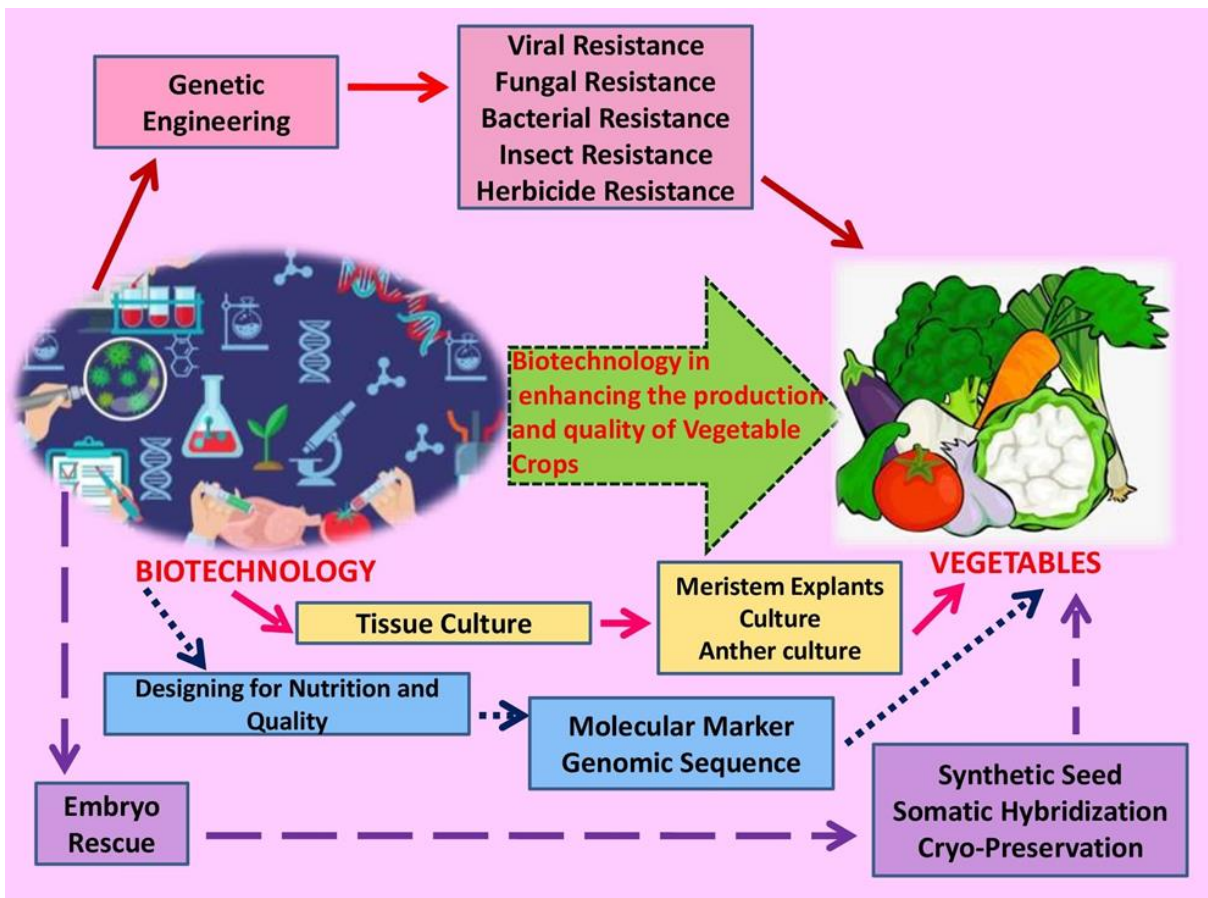 Genetic
Engineering
Viral Resistance
Fungal Resistance
Bacterial Resistance
Insect Resistance
Herbicide Resistance
Biotechnology in
enhancing the production
and quality of Vegetable
Crops
BIOTECHNOLOGY
VEGETABLES
Tissue Culture
Meristem Explants
Culture
Anther culture
Designing for Nutrition and
Quality
Molecular Marker
Genomic Sequence
Embryo
Rescue
Synthetic Seed
Somatic Hybridization
Cryo-Preservation